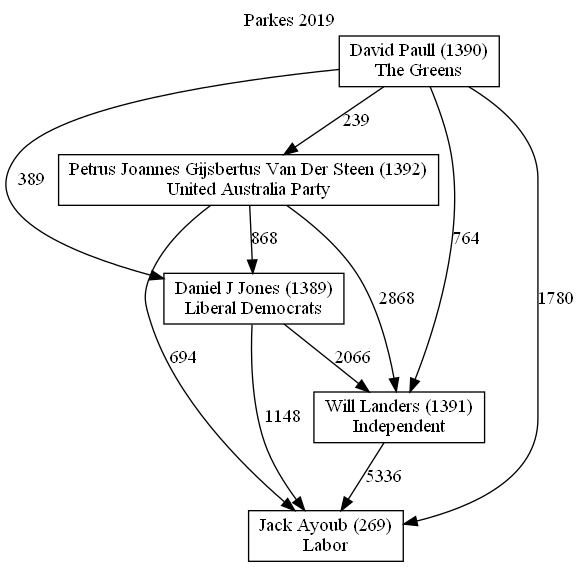 Parkes 2019
David Paull (1390)
The Greens
239
389
Petrus Joannes Gijsbertus Van Der Steen (1392)
United Australia Party
868
764
Daniel J Jones (1389)
Liberal Democrats
2868
1780
694
2066
Will Landers (1391)
Independent
1148
5336
Jack Ayoub (269)
Labor